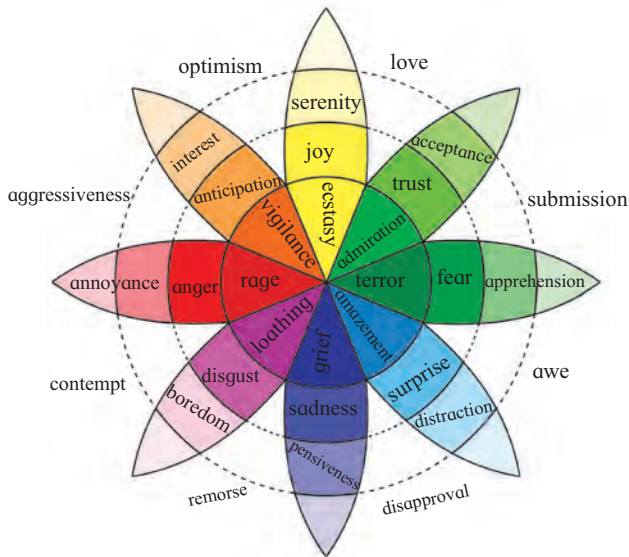 optimism
love
serenity
interest
acceptance
joy
anticipation
trust
aggressiveness
submission
ecstasy
vigilance
admiration
annoyance
anger
rage
terror
fear
apprehension
loathing
amazement
grief
contempt
disgust
surprise
awe
boredom
sadness
distraction
pensiveness
remorse
disapproval